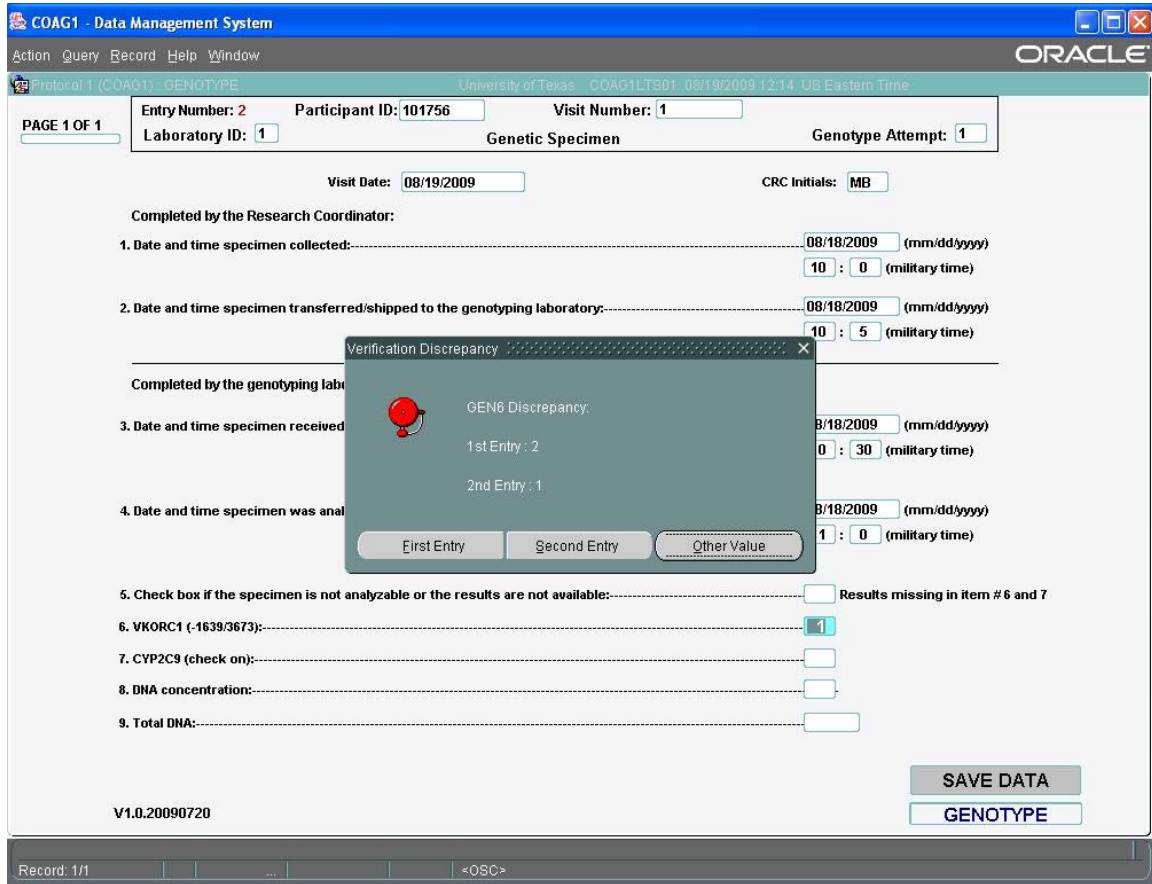 COAG1 - Data Management System
Action Query Record Help Window
ORACLE
Protocol 1 (COAG1) : GENOTYPE University of Texas COAG1LTS01 08/19/2009 12:14 US Eastern Time
PAGE 1 OF 1
Entry Number: 2 Participant ID: 101756 Visit Number: 1
Laboratory ID: 1 Genetic Specimen Genotype Attempt: 1
Visit Date: 08/19/2009 CRC Initials: MB
Completed by the Research Coordinator:
1. Date and time specimen collected: 08/18/2009 (mm/dd/yyyy)
10 : 0 (military time)
2. Date and time specimen transferred/shipped to the genotyping laboratory: 08/18/2009 (mm/dd/yyyy)
10 : 5 (military time)
Verification Discrepancy
Completed by the genotyping
GEN6 Discrepancy:
3. Date and time specimen received 8/18/2009 (mm/dd/yyyy)
1st Entry : 2
0 : 30 (military time)
2nd Entry : 1
4. Date and time specimen was 8/18/2009 (mm/dd/yyyy)
1 : 0 (military time)
First Entry Second Entry Other Value
5. Check box if the specimen is not analyzable or the results are not available: Results missing in item # 6 and 7
6. VKORC1 (-1639/3673): 1
7. CYP2C9 (check on):
8. DNA concentration:
9. Total DNA:
SAVE DATA
V1.0.20090720
GENOTYPE
Record: 1/1 ... <OSC>